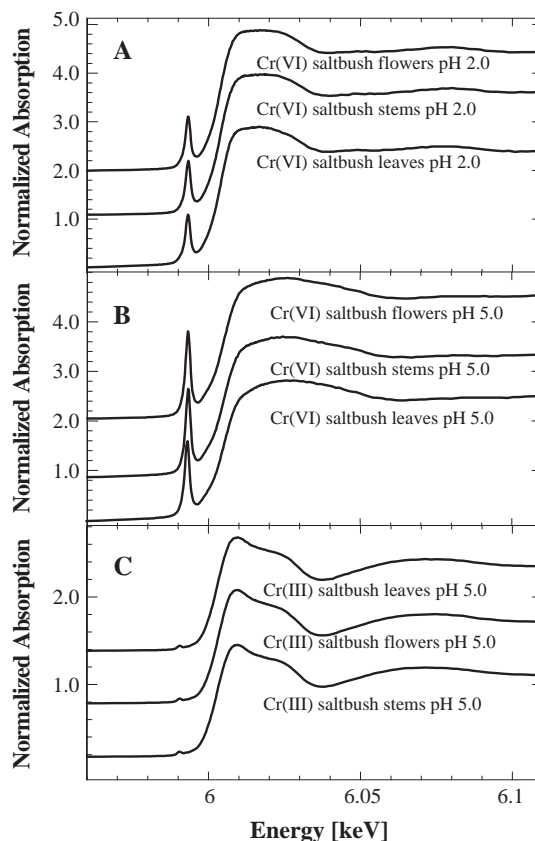 Normalized Absorption
5.0
4.0
3.0
2.0
1.0
A
Cr(VI) saltbush flowers pH 2.0
Cr(VI) saltbush stems pH 2.0
Cr(VI) saltbush leaves pH 2.0
Normalized Absorption
4.0
3.0
2.0
1.0
B
Cr(VI) saltbush flowers pH 5.0
Cr(VI) saltbush stems pH 5.0
Cr(VI) saltbush leaves pH 5.0
Normalized Absorption
2.0
1.0
C
Cr(III) saltbush leaves pH 5.0
Cr(III) saltbush flowers pH 5.0
Cr(III) saltbush stems pH 5.0
6 6.05 6.1
Energy [keV]